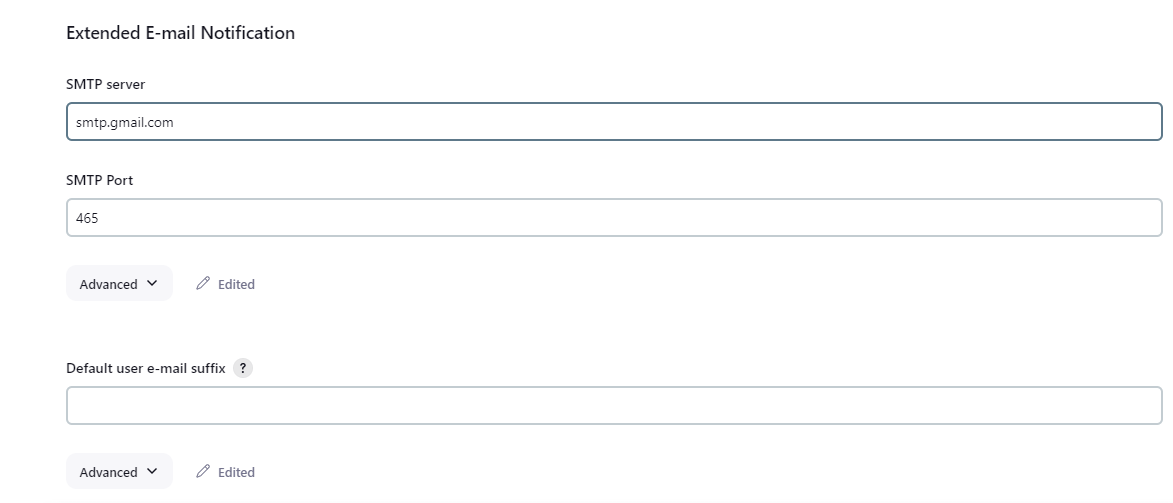 Extended E-mail Notification
SMTP server
smtp.gmail.com
SMTP Port
465
Advanced Edited
Default user e-mail suffix ?
Advanced Edited